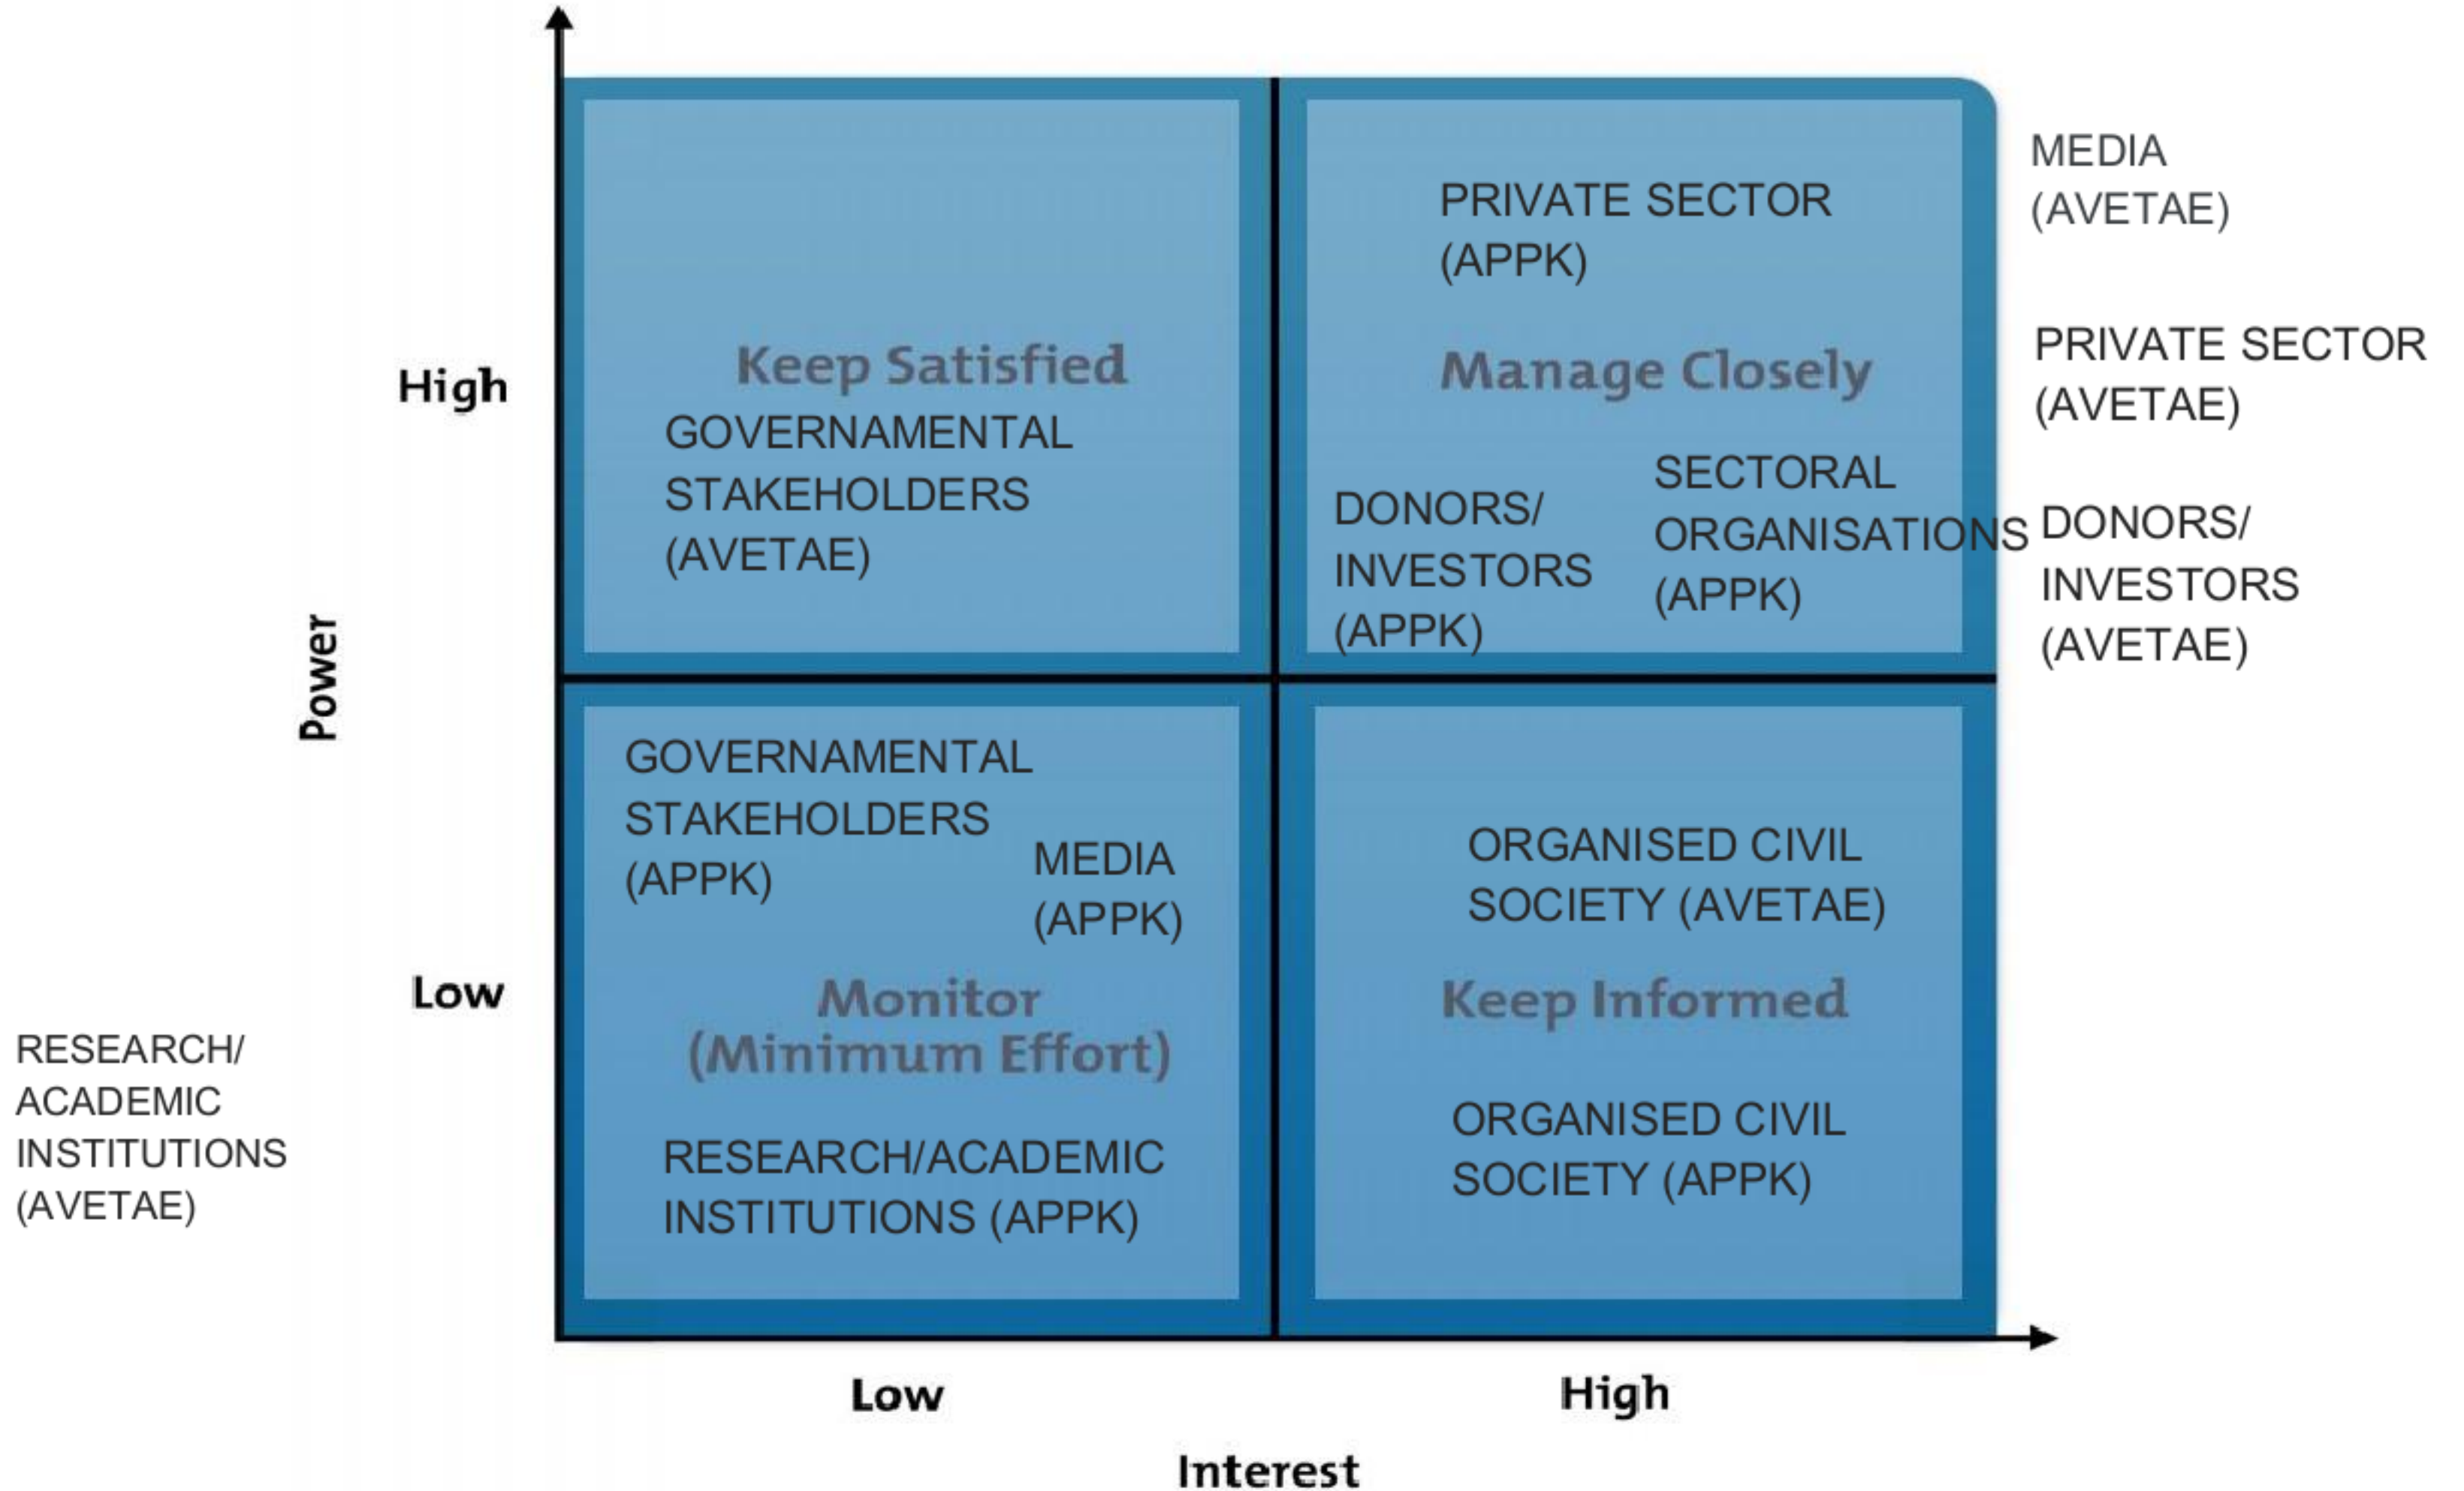 MEDIA
(AVETAE)
PRIVATE SECTOR
(APPK)
PRIVATE SECTOR
(AVETAE)
High
Keep Satisfied
Manage Closely
GOVERNAMENTAL
STAKEHOLDERS
(AVETAE)
DONORS/
INVESTORS
(APPK)
SECTORAL
ORGANISATIONS
(APPK)
DONORS/
INVESTORS
(AVETAE)
Power
GOVERNAMENTAL
STAKEHOLDERS
(APPK)
MEDIA
(APPK)
ORGANISED CIVIL
SOCIETY (AVETAE)
Low
Monitor
(Minimum Effort)
Keep Informed
RESEARCH/
ACADEMIC
INSTITUTIONS
(AVETAE)
RESEARCH/ACADEMIC
INSTITUTIONS (APPK)
ORGANISED CIVIL
SOCIETY (APPK)
Low
High
Interest